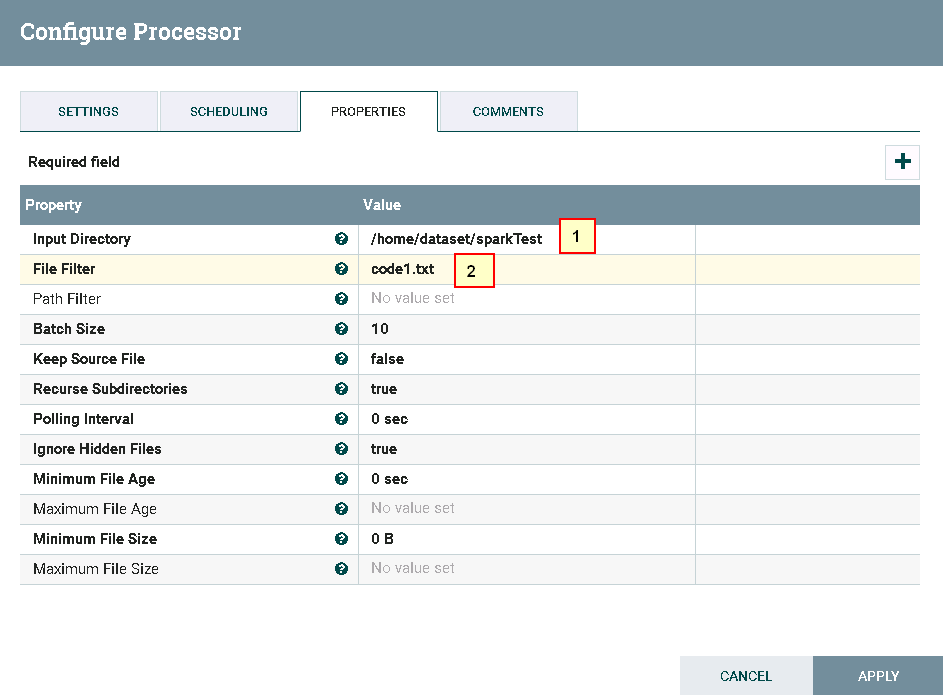 Configure Processor
SETTINGS SCHEDULING PROPERTIES COMMENTS
Required field
Property Value
Input Directory /home/dataset/sparkTest 1
File Filter code1.txt 2
Path Filter No value set
Batch Size 10
Keep Source File false
Recurse Subdirectories true
Polling Interval 0 sec
Ignore Hidden Files true
Minimum File Age 0 sec
Maximum File Age No value set
Minimum File Size 0 B
Maximum File Size No value set
CANCEL APPLY